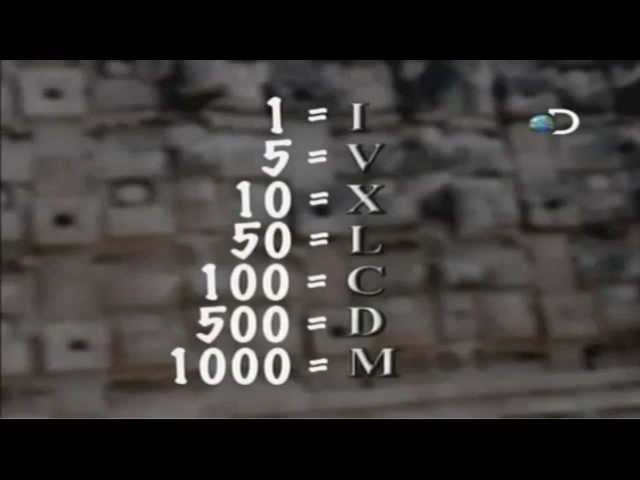 1 = I
5 = V
10 = X
50 = L
100 = C
500 = D
1000 = M